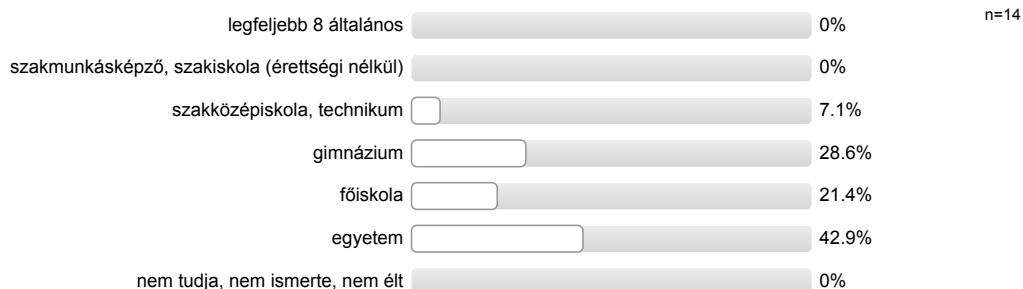 legfeljebb 8 általános 0% n=14
szakmunkásképző, szakiskola (érettségi nélkül) 0%
szakközépiskola, technikum 7.1%
gimnázium 28.6%
főiskola 21.4%
egyetem 42.9%
nem tudja, nem ismerte, nem élt 0%